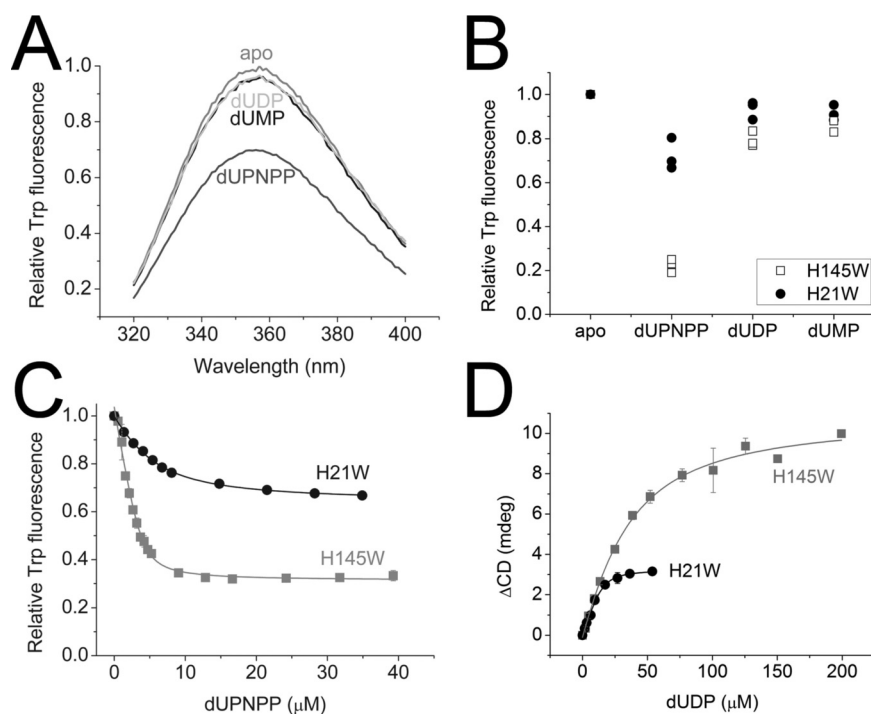 A
Relative Trp fluorescence
1.0
0.8
0.6
0.4
0.2
apo
dUDP
dUMP
dUPNPP
320 340 360 380 400
Wavelength (nm)
B
Relative Trp fluorescence
1.0
0.8
0.6
0.4
0.2
0.0
H145W
H21W
apo dUPNPP dUDP dUMP
C
Relative Trp fluorescence
1.0
0.8
0.6
0.4
0.2
0.0
H21W
H145W
0 10 20 30 40
dUPNPP (μM)
D
ΔCD (mdeg)
10
8
6
4
2
0
H145W
H21W
0 50 100 150 200
dUDP (μM)